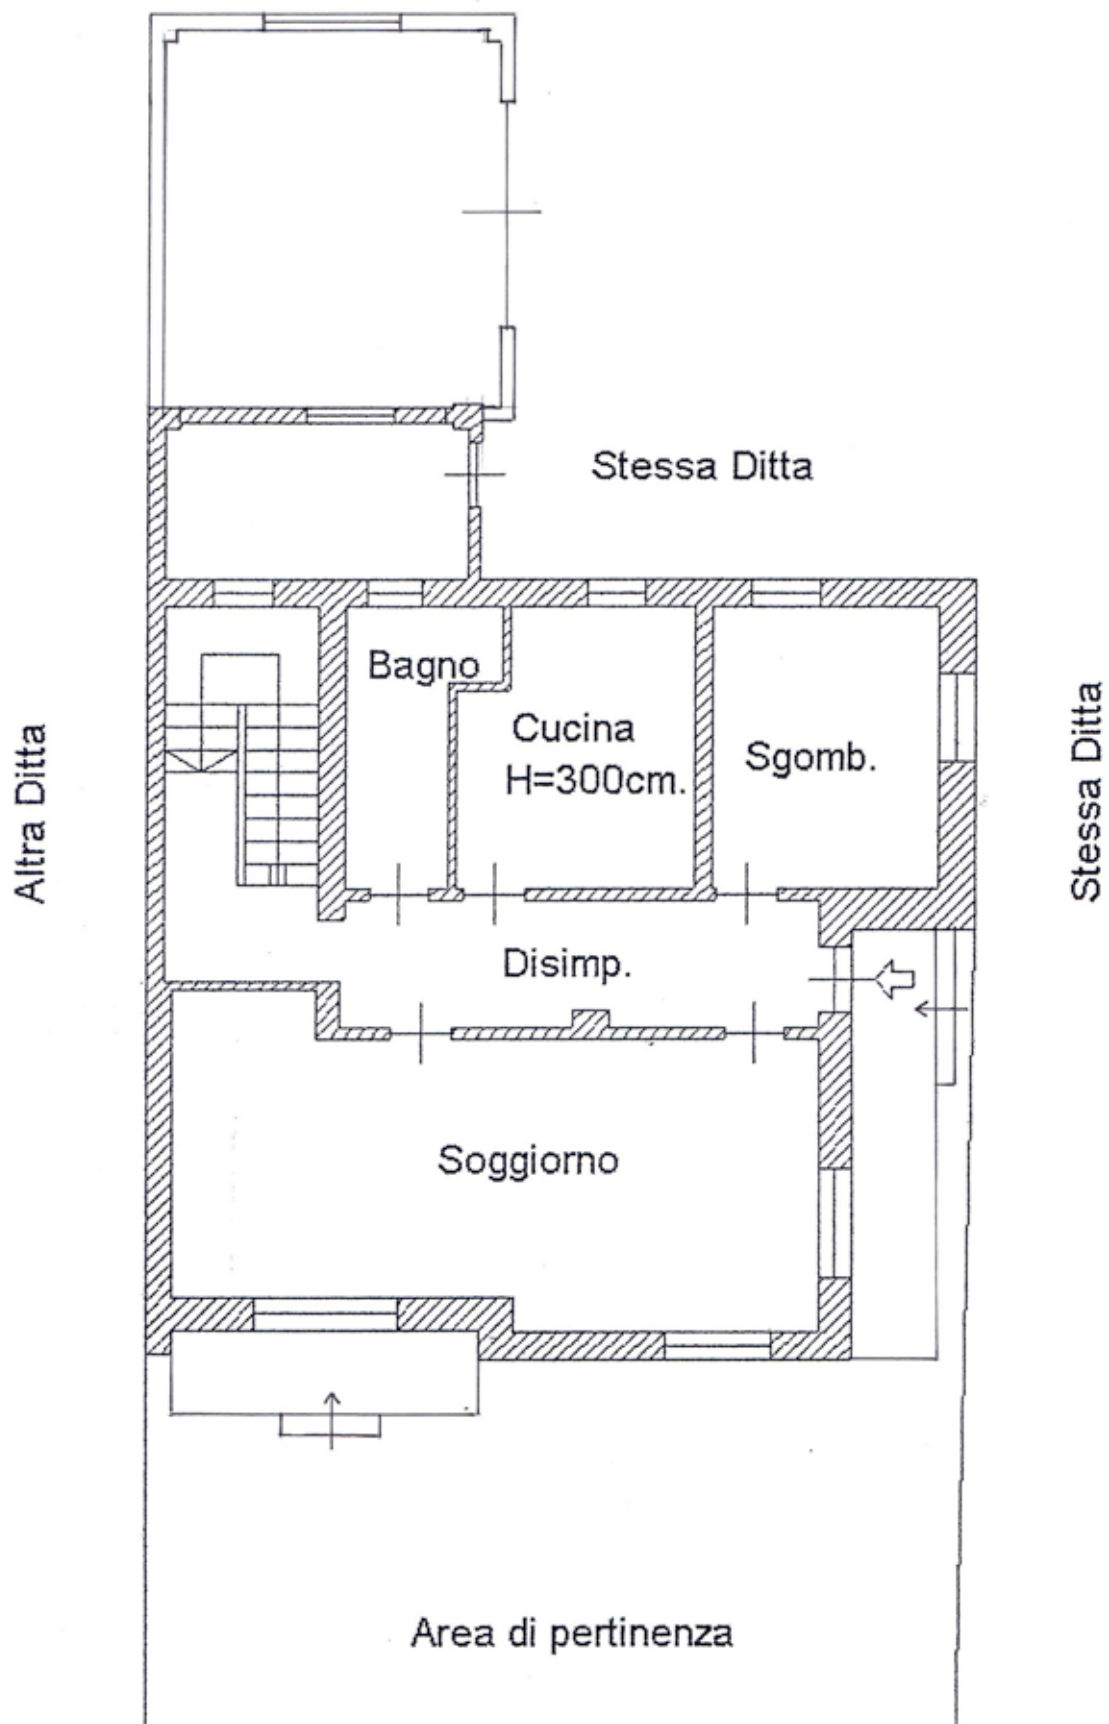 Stessa Ditta
Bagno
Cucina
H=300cm.
Sgomb.
Altra Ditta
Stessa Ditta
Disimp.
Soggiorno
Area di pertinenza